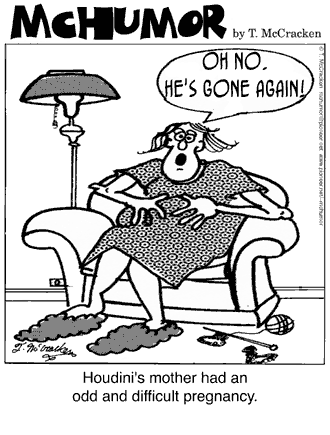 McHUMOR by T. McCracken
OH NO.
HE'S GONE AGAIN!
T. McCracken
Houdini's mother had an
odd and difficult pregnancy.